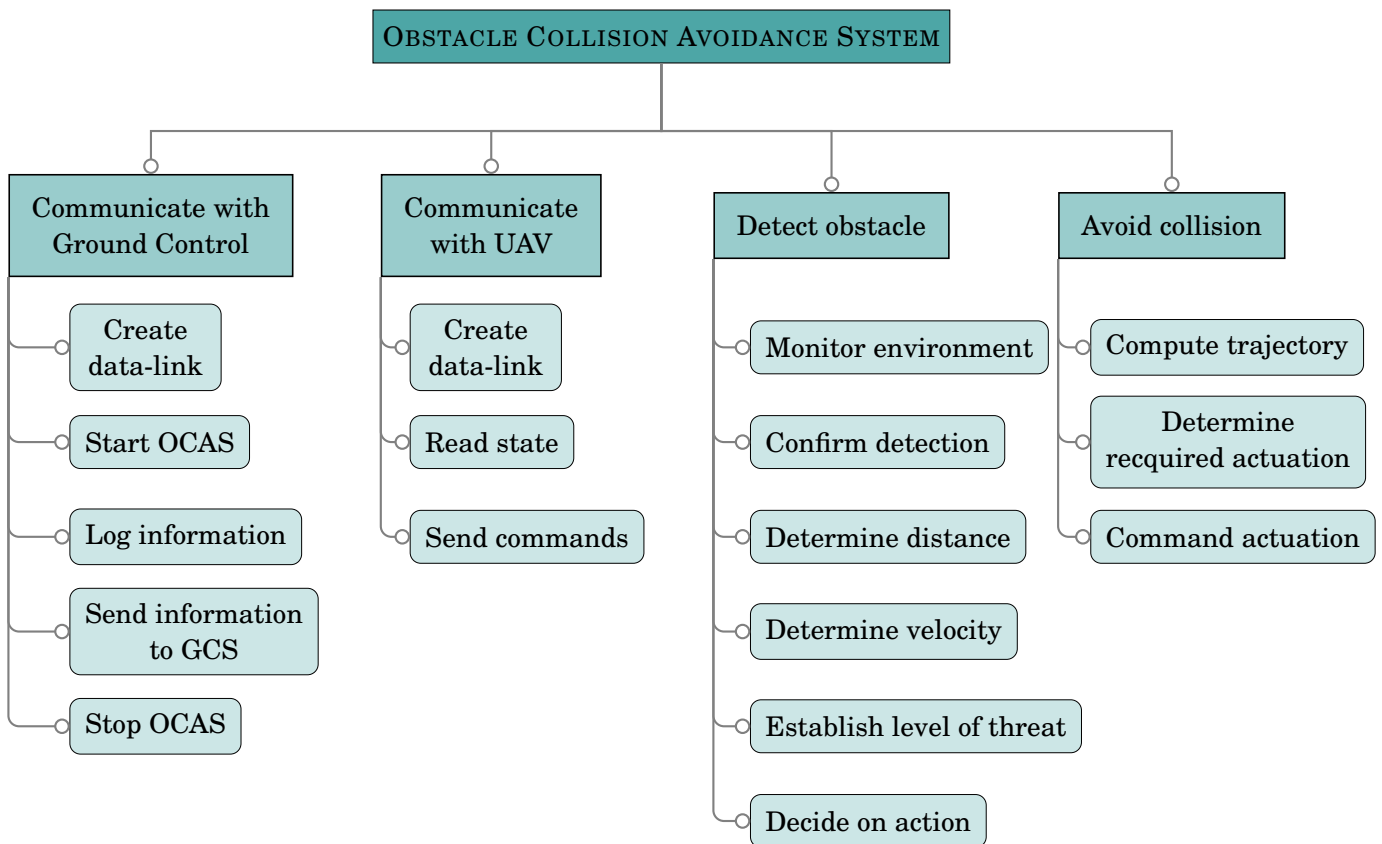 OBSTACLE COLLISION AVOIDANCE SYSTEM
Communicate with
Ground Control
Create
data-link
Start OCAS
Log information
Send information
to GCS
Stop OCAS
Communicate
with UAV
Create
data-link
Read state
Send commands
Detect obstacle
Monitor environment
Confirm detection
Determine distance
Determine velocity
Establish level of threat
Decide on action
Avoid collision
Compute trajectory
Determine
recquired actuation
Command actuation